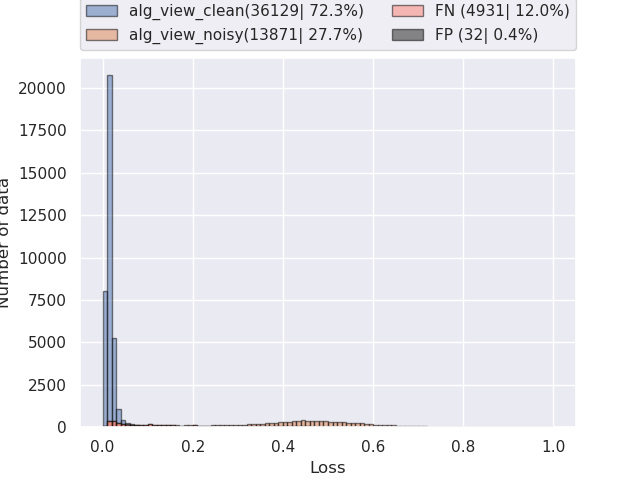 alg_view_clean(36129| 72.3%)
FN (4931| 12.0%)
alg_view_noisy(13871| 27.7%)
FP (32| 0.4%)
20000
17500
15000
12500
10000
7500
5000
2500
0
Number of data
0.0 0.2 0.4 0.6 0.8 1.0
Loss